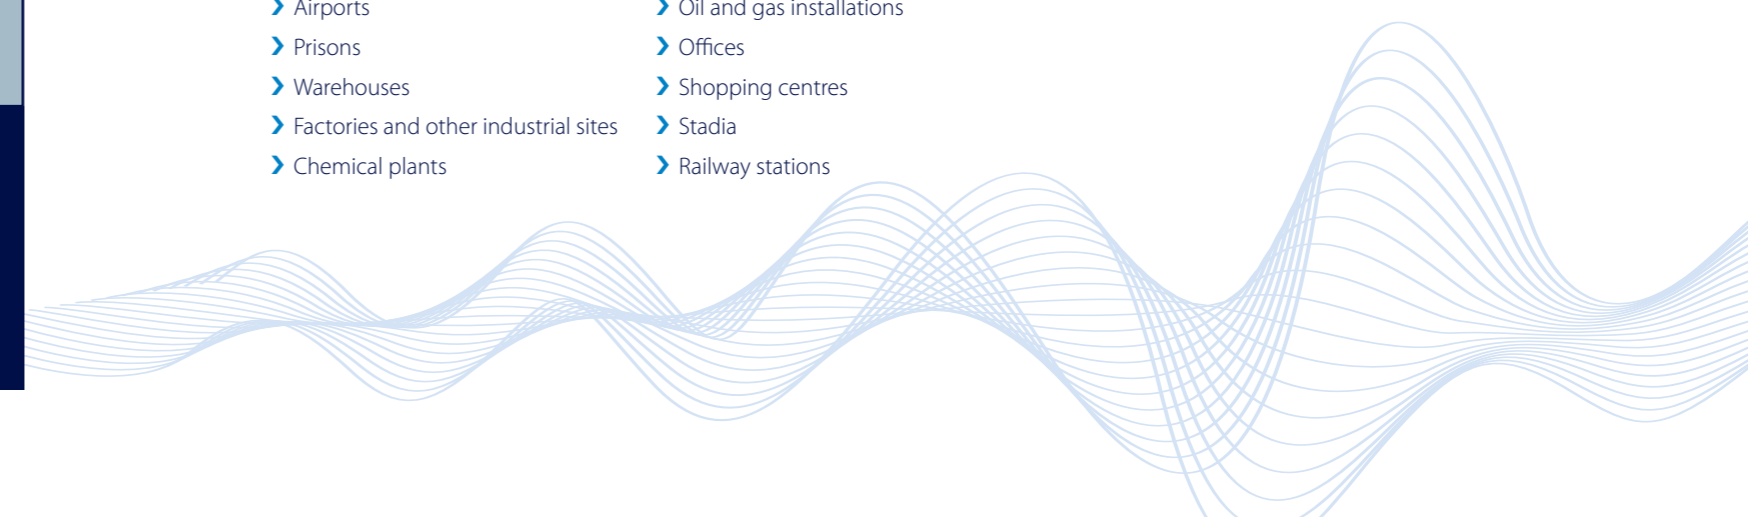 Airports
Prisons
Warehouses
Factories and other industrial sites
Chemical plants
Oil and gas installations
Offices
Shopping centres
Stadia
Railway stations